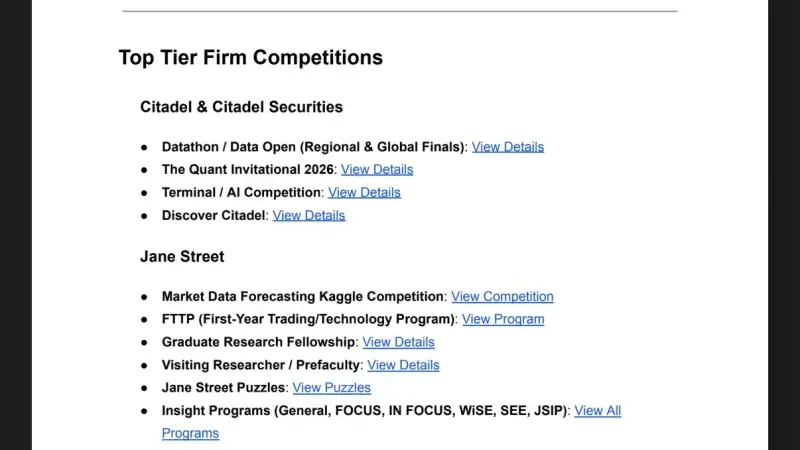 Top Tier Firm Competitions
Citadel & Citadel Securities
● Datathon / Data Open (Regional & Global Finals): View Details
● The Quant Invitational 2026: View Details
● Terminal / AI Competition: View Details
● Discover Citadel: View Details
Jane Street
● Market Data Forecasting Kaggle Competition: View Competition
● FTTP (First-Year Trading/Technology Program): View Program
● Graduate Research Fellowship: View Details
● Visiting Researcher / Prefaculty: View Details
● Jane Street Puzzles: View Puzzles
● Insight Programs (General, FOCUS, IN FOCUS, WiSE, SEE, JSIP): View All
Programs